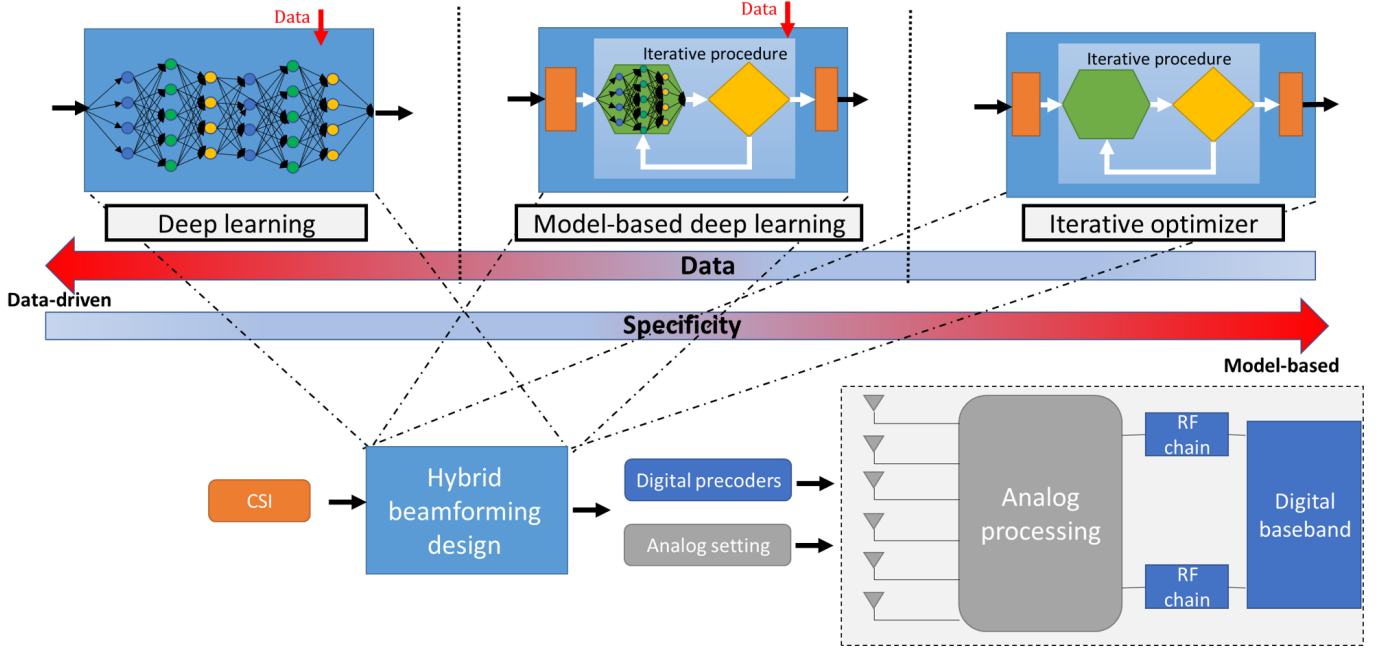 Data
Data
Iterative procedure
Iterative procedure
Deep learning
Model-based deep learning
Iterative optimizer
Data
Data-driven
Specificity
Model-based
CSI
Hybrid
beamforming
design
Digital precoders
Analog setting
Analog
processing
RF
chain
RF
chain
Digital
baseband